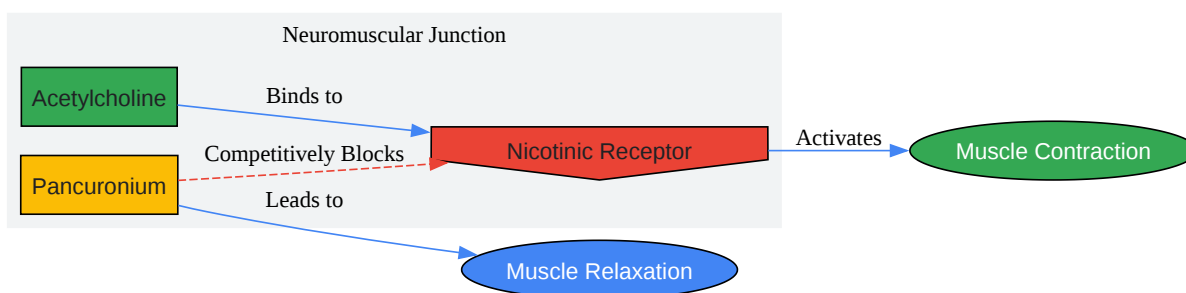 Neuromuscular Junction
Acetylcholine
Binds to
Competitively Blocks
Nicotinic Receptor
Activates
Muscle Contraction
Pancuronium
Leads to
Muscle Relaxation